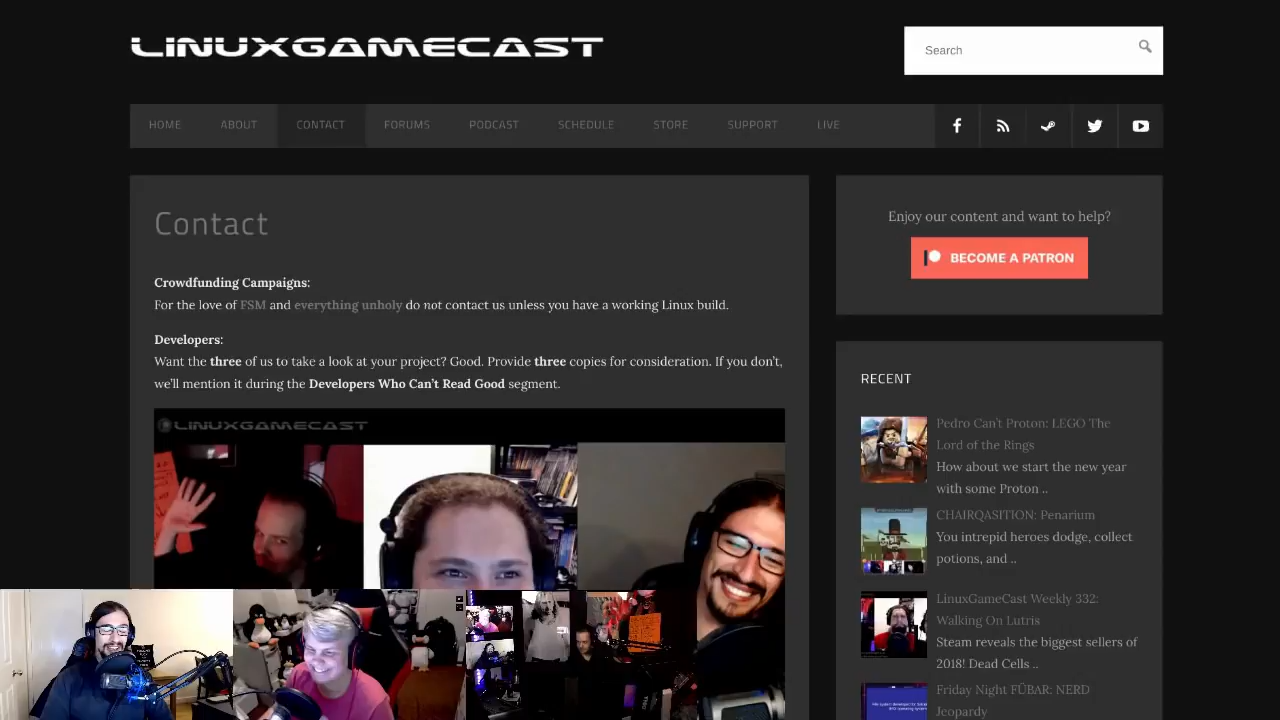 LINUXGAMECAST
Search
HOME ABOUT CONTACT FORUMS PODCAST SCHEDULE STORE SUPPORT LIVE
Contact
Crowdfunding Campaigns:
For the love of FSM and everything unholy do not contact us unless you have a working Linux build.
Developers:
Want the three of us to take a look at your project? Good. Provide three copies for consideration. If you don't,
we'll mention it during the Developers Who Can't Read Good segment.
LINUXGAMECAST
Enjoy our content and want to help?
BECOME A PATRON
RECENT
Pedro Can't Proton: LEGO The
Lord of the Rings
How about we start the new year
with some Proton ..
CHAIRQASITION: Penarium
You intrepid heroes dodge, collect
potions, and ..
LinuxGameCast Weekly 332:
Walking On Lutris
Steam reveals the biggest sellers of
2018! Dead Cells ..
Friday Night FÜBAR: NERD
Jeopardy